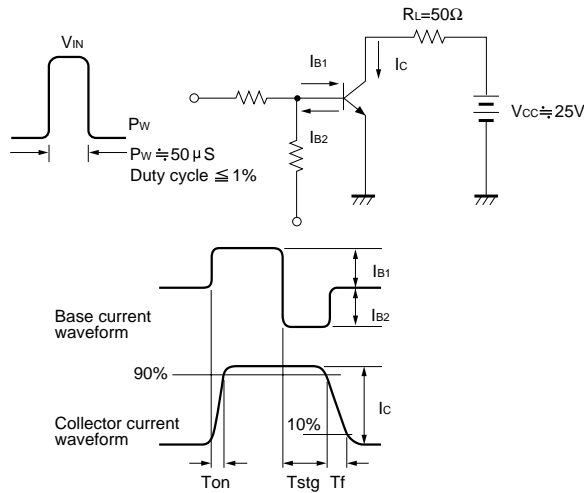 RL=50Ω
VIN
IB1
IC
VCC≒25V
PW
IB2
PW≒50μS
Duty cycle ≦1%
IB1
IB2
Base current
waveform
90%
IC
10%
Collector current
waveform
Ton
Tstg
Tf